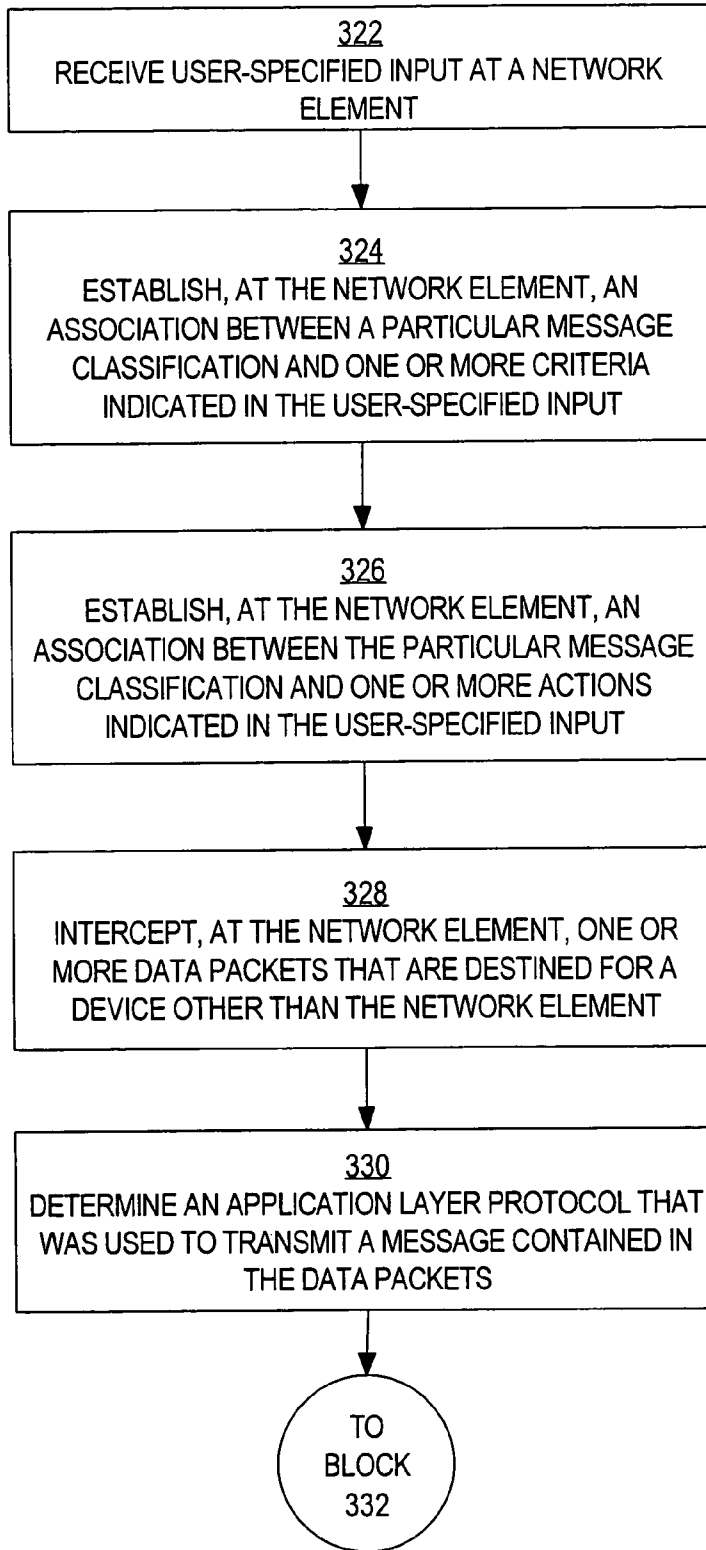 322
RECEIVE USER-SPECIFIED INPUT AT A NETWORK
ELEMENT
324
ESTABLISH, AT THE NETWORK ELEMENT, AN
ASSOCIATION BETWEEN A PARTICULAR MESSAGE
CLASSIFICATION AND ONE OR MORE CRITERIA
INDICATED IN THE USER-SPECIFIED INPUT
326
ESTABLISH, AT THE NETWORK ELEMENT, AN
ASSOCIATION BETWEEN THE PARTICULAR MESSAGE
CLASSIFICATION AND ONE OR MORE ACTIONS
INDICATED IN THE USER-SPECIFIED INPUT
328
INTERCEPT, AT THE NETWORK ELEMENT, ONE OR
MORE DATA PACKETS THAT ARE DESTINED FOR A
DEVICE OTHER THAN THE NETWORK ELEMENT
330
DETERMINE AN APPLICATION LAYER PROTOCOL THAT
WAS USED TO TRANSMIT A MESSAGE CONTAINED IN
THE DATA PACKETS
TO
BLOCK
332